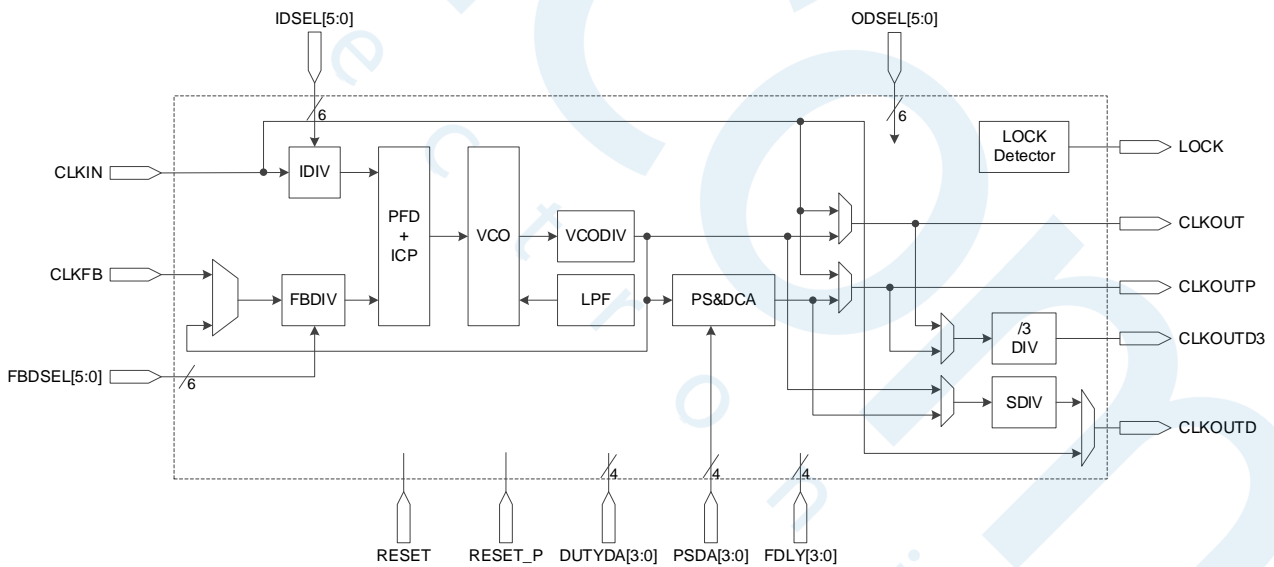 IDSEL[5:0]
ODSEL[5:0]
6
6
LOCK
Detector
LOCK
CLKIN
IDIV
PFD
+
ICP
VCO
VCODIV
CLKOUT
CLKFB
FBDIV
LPF
PS&DCA
CLKOUTP
/3
DIV
CLKOUTD3
FBDSEL[5:0]
6
SDIV
CLKOUTD
4
4
4
RESET
RESET_P
DUTYDA[3:0]
PSDA[3:0]
FDLY[3:0]